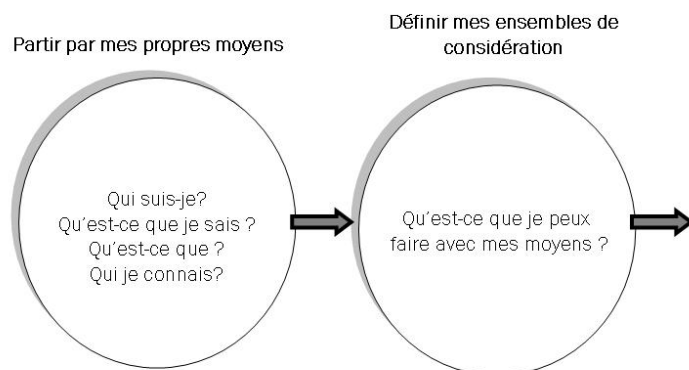 Partir par mes propres moyens
Définir mes ensembles de
considération
Qui suis-je?
Qu'est-ce que je sais ?
Qu'est-ce que ?
Qui je connais?
Qu'est-ce que je peux
faire avec mes moyens ?